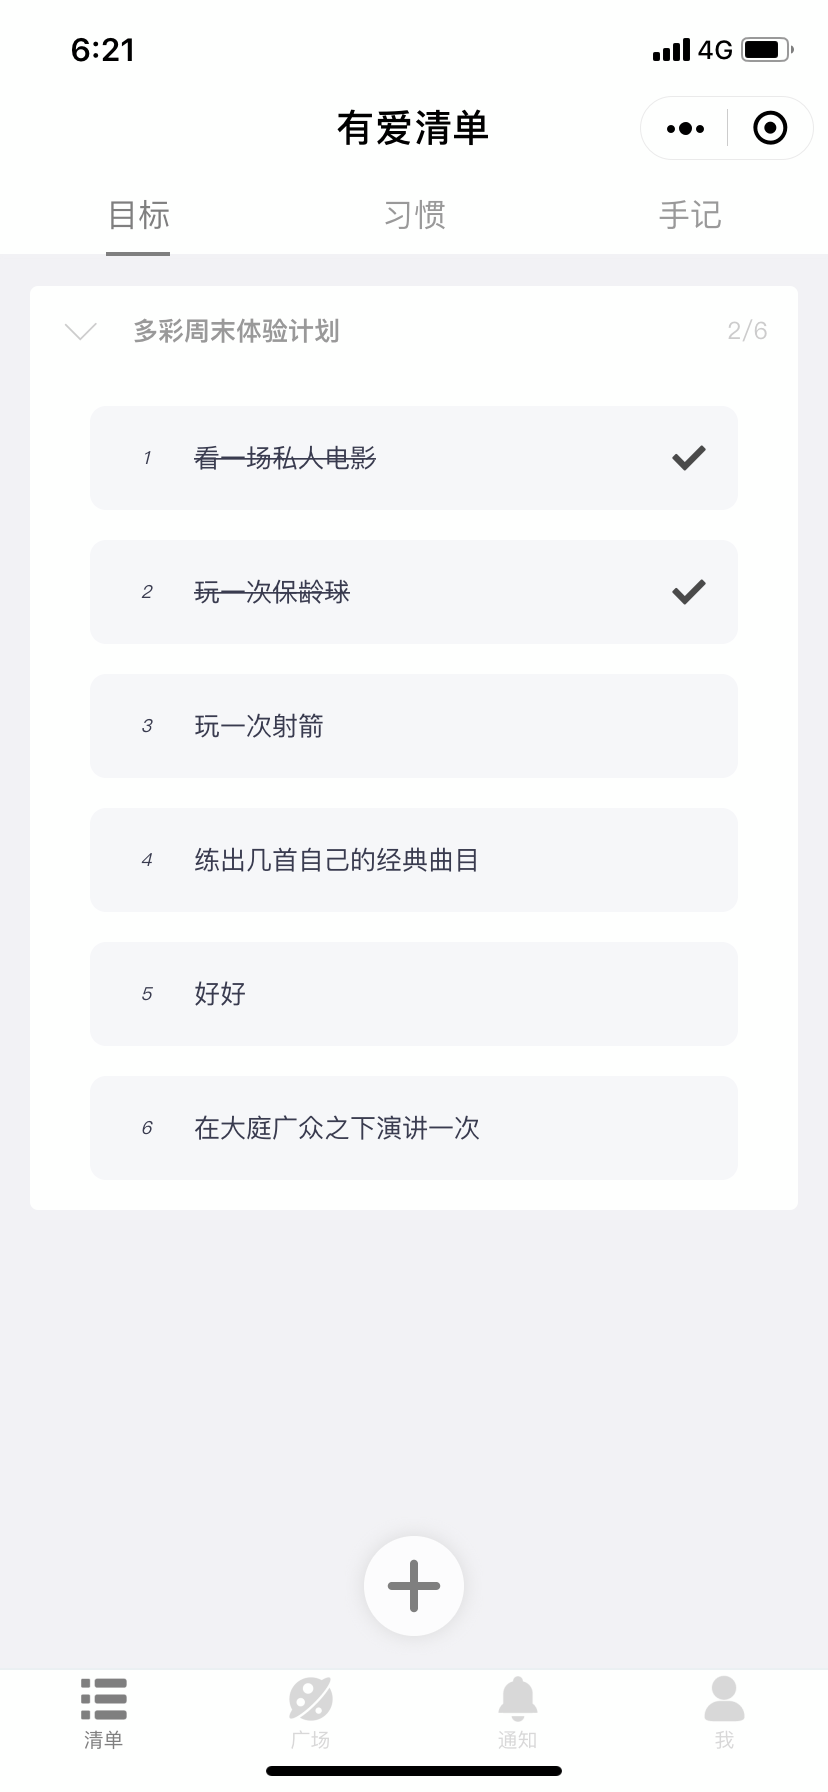 6:21
4G
有爱清单
目标
习惯
手记
多彩周末体验计划
2/6
1 看一场私人电影
2 玩一次保龄球
3 玩一次射箭
4 练出几首自己的经典曲目
5 好好
6 在大庭广众之下演讲一次
清单
广场
通知
我